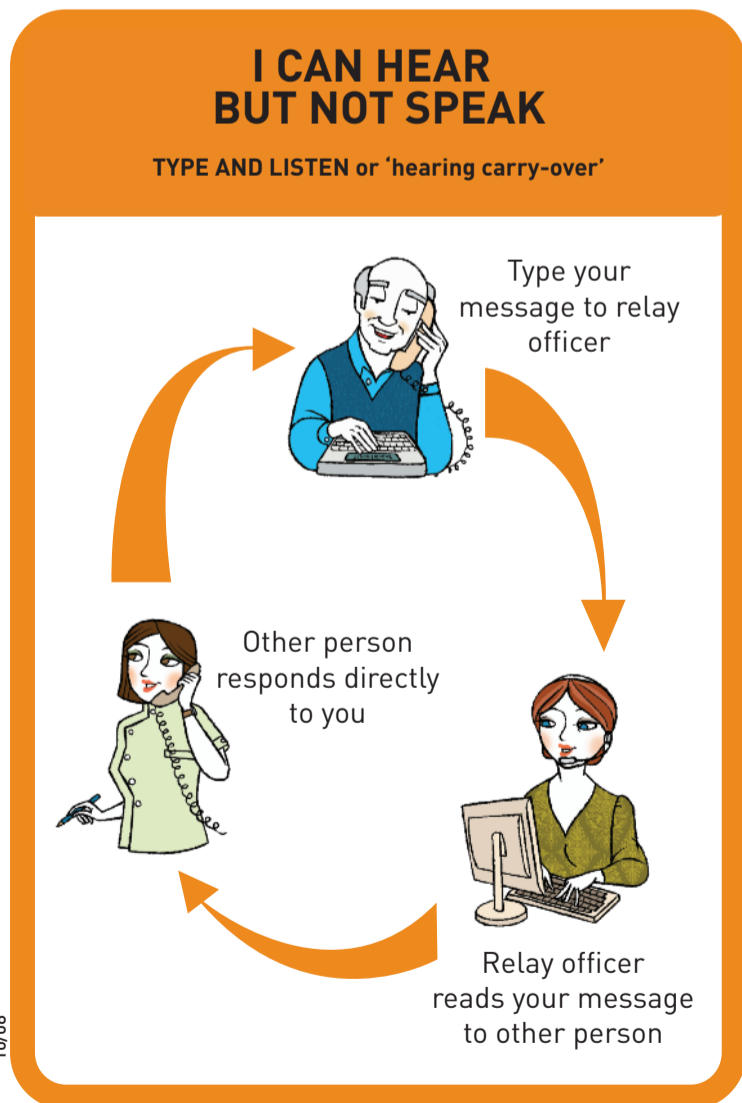 I CAN HEAR
BUT NOT SPEAK
TYPE AND LISTEN or ‘hearing carry-over’
Type your
message to relay
officer
Other person
responds directly
to you
Relay officer
reads your message
to other person